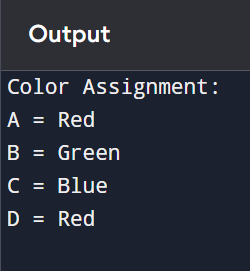 Output
Color Assignment:
A = Red
B = Green
C = Blue
D = Red